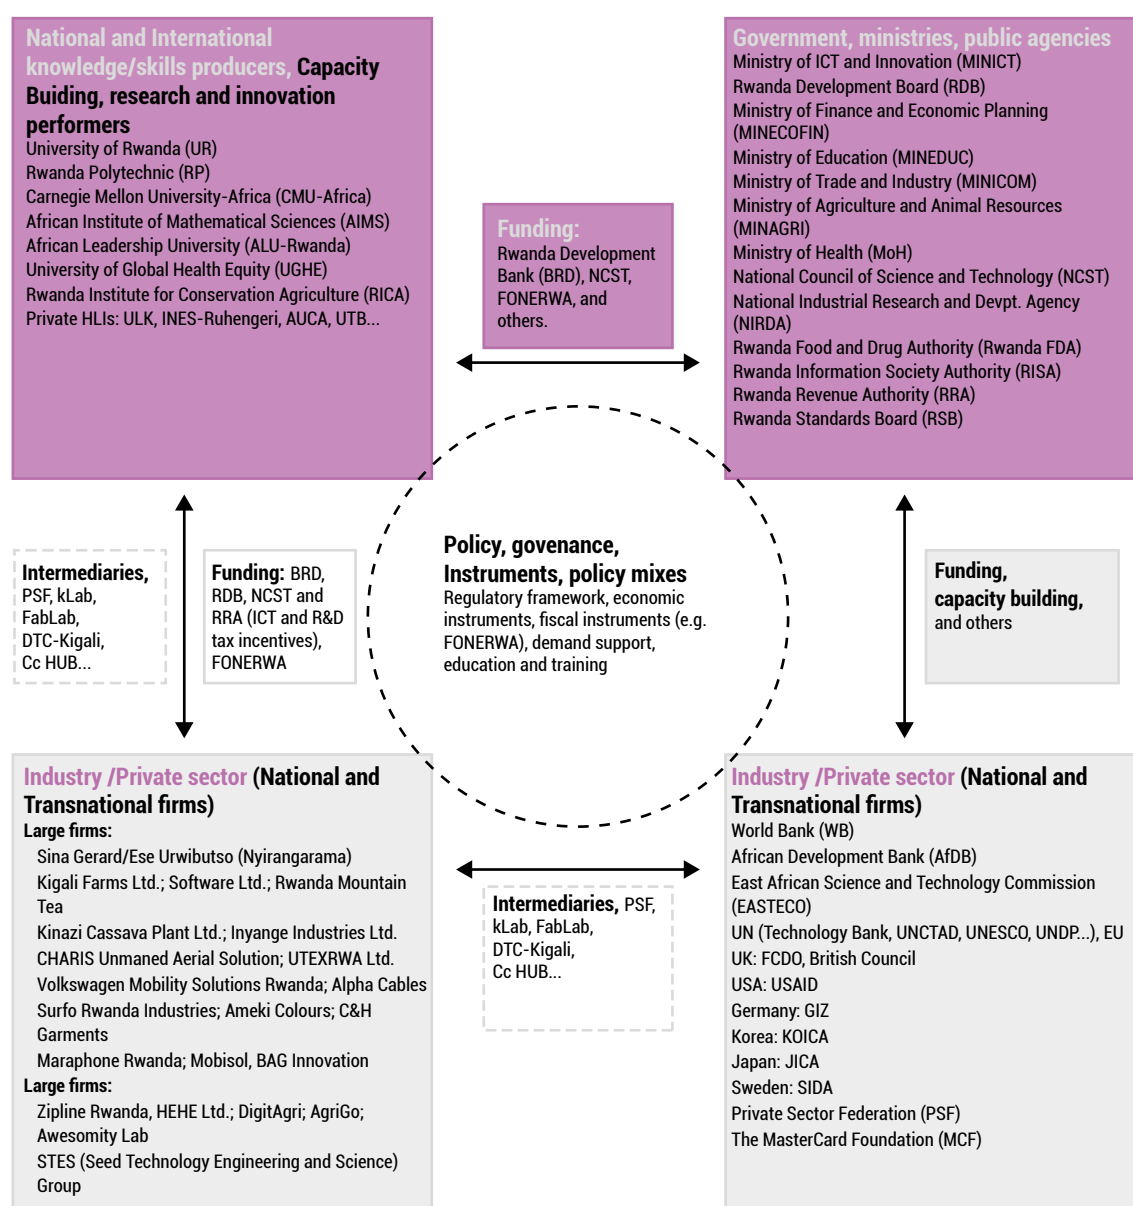 National and International
knowledge/skills producers, Capacity
Buiding, research and innovation
performers
University of Rwanda (UR)
Rwanda Polytechnic (RP)
Carnegie Mellon University-Africa (CMU-Africa)
African Institute of Mathematical Sciences (AIMS)
African Leadership University (ALU-Rwanda)
University of Global Health Equity (UGHE)
Rwanda Institute for Conservation Agriculture (RICA)
Private HLIs: ULK, INES-Ruhengeri, AUCA, UTB...
Funding:
Rwanda Development
Bank (BRD), NCST,
FONERWA, and
others.
Government, ministries, public agencies
Ministry of ICT and Innovation (MINICT)
Rwanda Development Board (RDB)
Ministry of Finance and Economic Planning
(MINECOFIN)
Ministry of Education (MINEDUC)
Ministry of Trade and Industry (MINICOM)
Ministry of Agriculture and Animal Resources
(MINAGRI)
Ministry of Health (MoH)
National Council of Science and Technology (NCST)
National Industrial Research and Devpt. Agency
(NIRDA)
Rwanda Food and Drug Authority (Rwanda FDA)
Rwanda Information Society Authority (RISA)
Rwanda Revenue Authority (RRA)
Rwanda Standards Board (RSB)
Intermediaries,
PSF, kLab,
FabLab,
DTC-Kigali,
Cc HUB...
Funding: BRD,
RDB, NCST and
RRA (ICT and R&D
tax incentives),
FONERWA
Policy, govenance,
Instruments, policy mixes
Regulatory framework, economic
instruments, fiscal instruments (e.g.
FONERWA), demand support,
education and training
Funding,
capacity building,
and others
Industry /Private sector (National and
Transnational firms)
Large firms:
Sina Gerard/Ese Urwibutso (Nyirangarama)
Kigali Farms Ltd.; Software Ltd.; Rwanda Mountain
Tea
Kinazi Cassava Plant Ltd.; Inyange Industries Ltd.
CHARIS Unmaned Aerial Solution; UTEXRWA Ltd.
Volkswagen Mobility Solutions Rwanda; Alpha Cables
Surfo Rwanda Industries; Ameki Colours; C&H
Garments
Maraphone Rwanda; Mobisol, BAG Innovation
Large firms:
Zipline Rwanda, HEHE Ltd.; DigitAgri; AgriGo;
Awesomity Lab
STES (Seed Technology Engineering and Science)
Group
Intermediaries, PSF,
kLab, FabLab,
DTC-Kigali,
Cc HUB...
Industry /Private sector (National and
Transnational firms)
World Bank (WB)
African Development Bank (AfDB)
East African Science and Technology Commission
(EASTECO)
UN (Technology Bank, UNCTAD, UNESCO, UNDP...), EU
UK: FCDO, British Council
USA: USAID
Germany: GIZ
Korea: KOICA
Japan: JICA
Sweden: SIDA
Private Sector Federation (PSF)
The MasterCard Foundation (MCF)